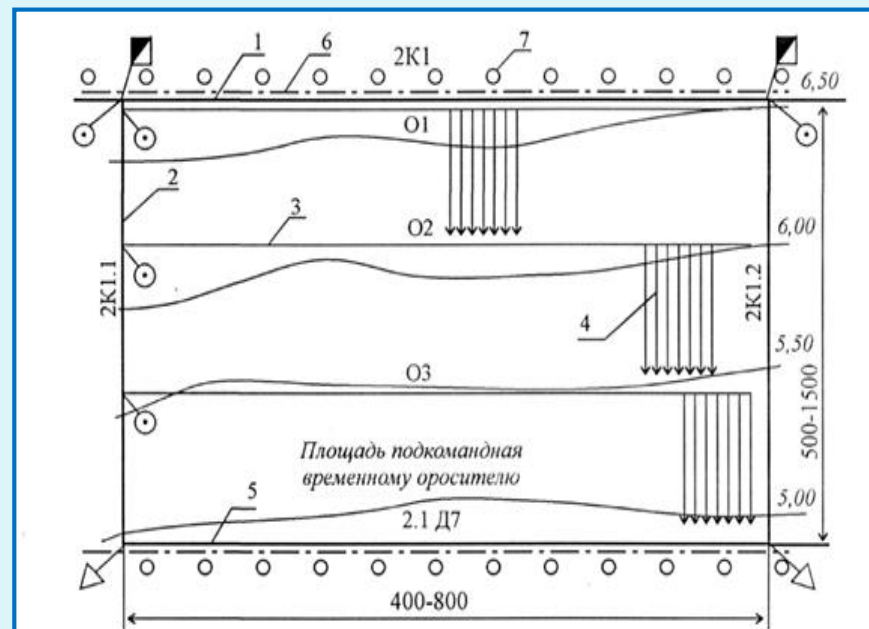 1
6
2К1
7
6,50
О1
2
3
О2
6,00
2К1.1
4
2К1.2
5,50
О3
500-1500
Площадь подкомандная
временному оросителю
5
2.1 Д7
5,00
400-800